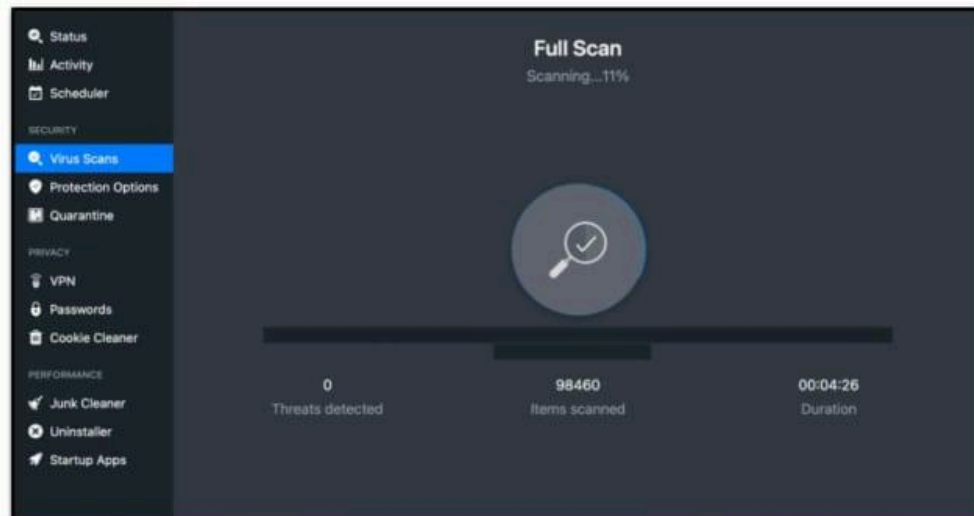 Status
Activity
Scheduler
SECURITY
Virus Scans
Protection Options
Quarantine
PRIVACY
VPN
Passwords
Cookie Cleaner
PERFORMANCE
Junk Cleaner
Uninstaller
Startup Apps
Full Scan
Scanning...11%
0
Threats detected
98460
Items scanned
00:04:26
Duration